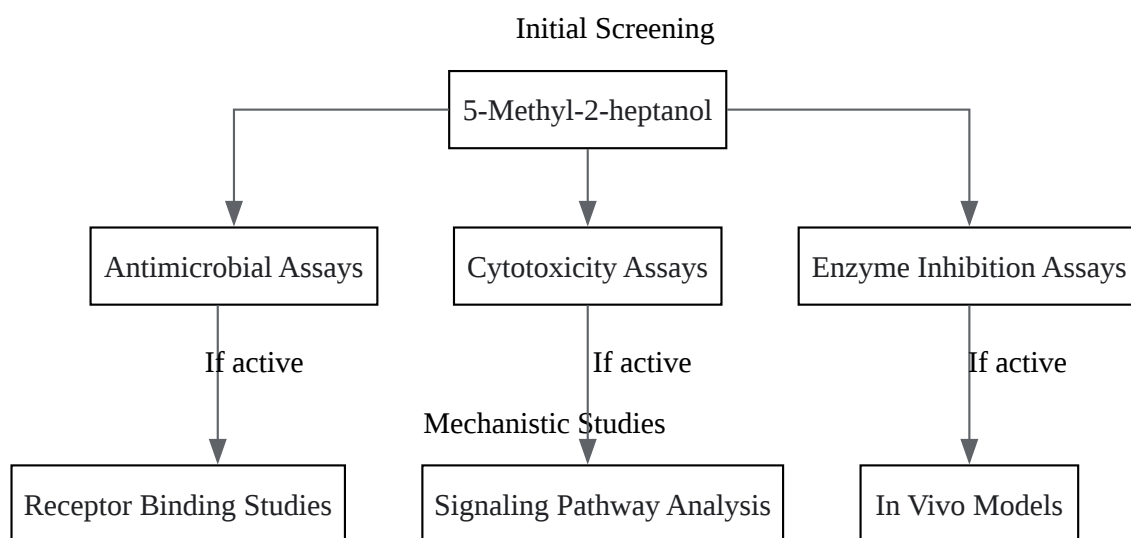 Initial Screening
5-Methyl-2-heptanol
Antimicrobial Assays
Cytotoxicity Assays
Enzyme Inhibition Assays
If active
If active
If active
Mechanistic Studies
Receptor Binding Studies
Signaling Pathway Analysis
In Vivo Models